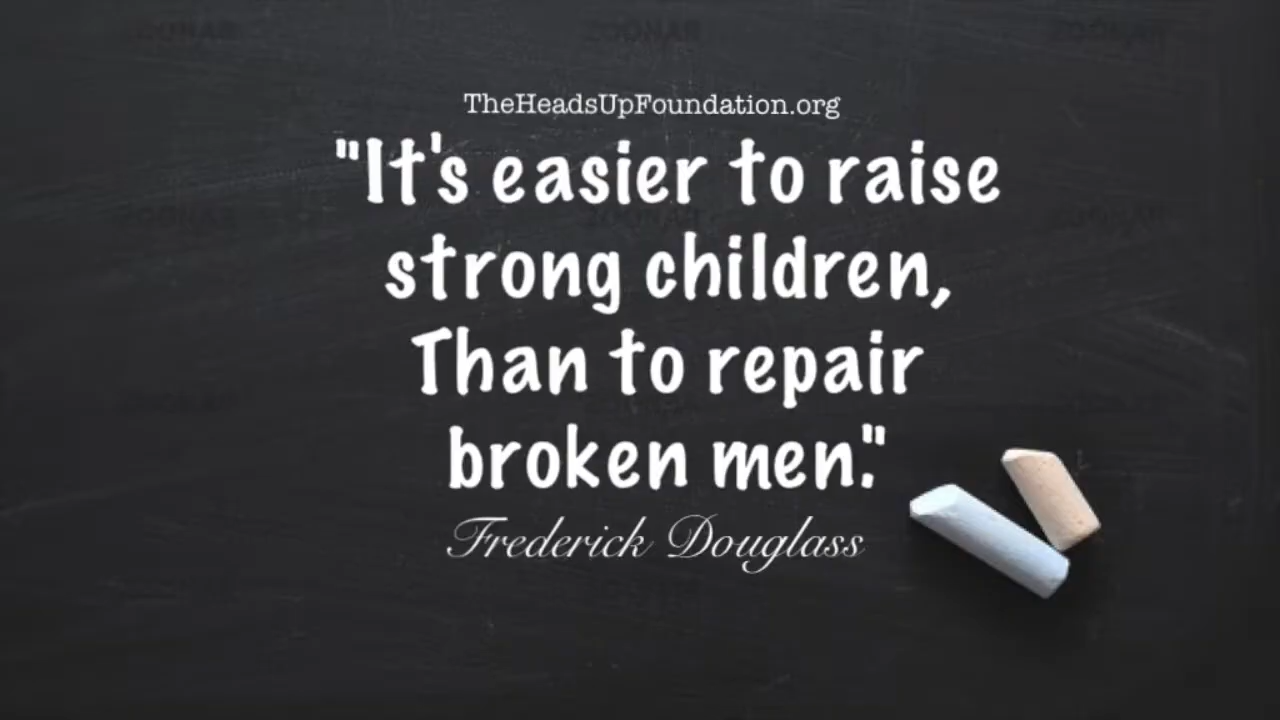 TheHeadsUpFoundation.org
"It's easier to raise
strong children,
Than to repair
broken men."
Frederick Douglass